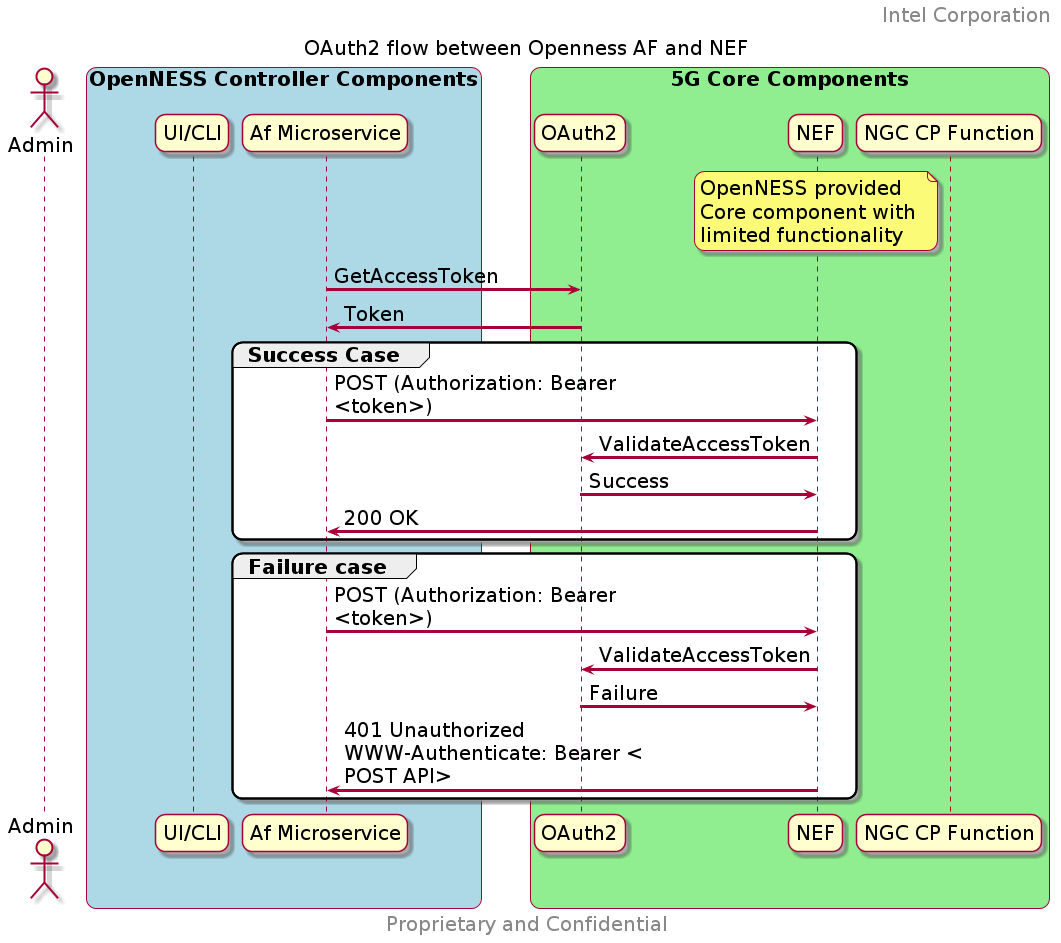 Intel Corporation
OAuth2 flow between Openness AF and NEF
OpenNESS Controller Components
5G Core Components
Admin
UI/CLI
Af Microservice
OAuth2
NEF
NGC CP Function
OpenNESS provided
Core component with
limited functionality
GetAccessToken
Token
Success Case
POST (Authorization: Bearer
<token>)
ValidateAccessToken
Success
200 OK
Failure case
POST (Authorization: Bearer
<token>)
ValidateAccessToken
Failure
401 Unauthorized
WWW-Authenticate: Bearer <
POST API>
Admin
UI/CLI
Af Microservice
OAuth2
NEF
NGC CP Function
Proprietary and Confidential